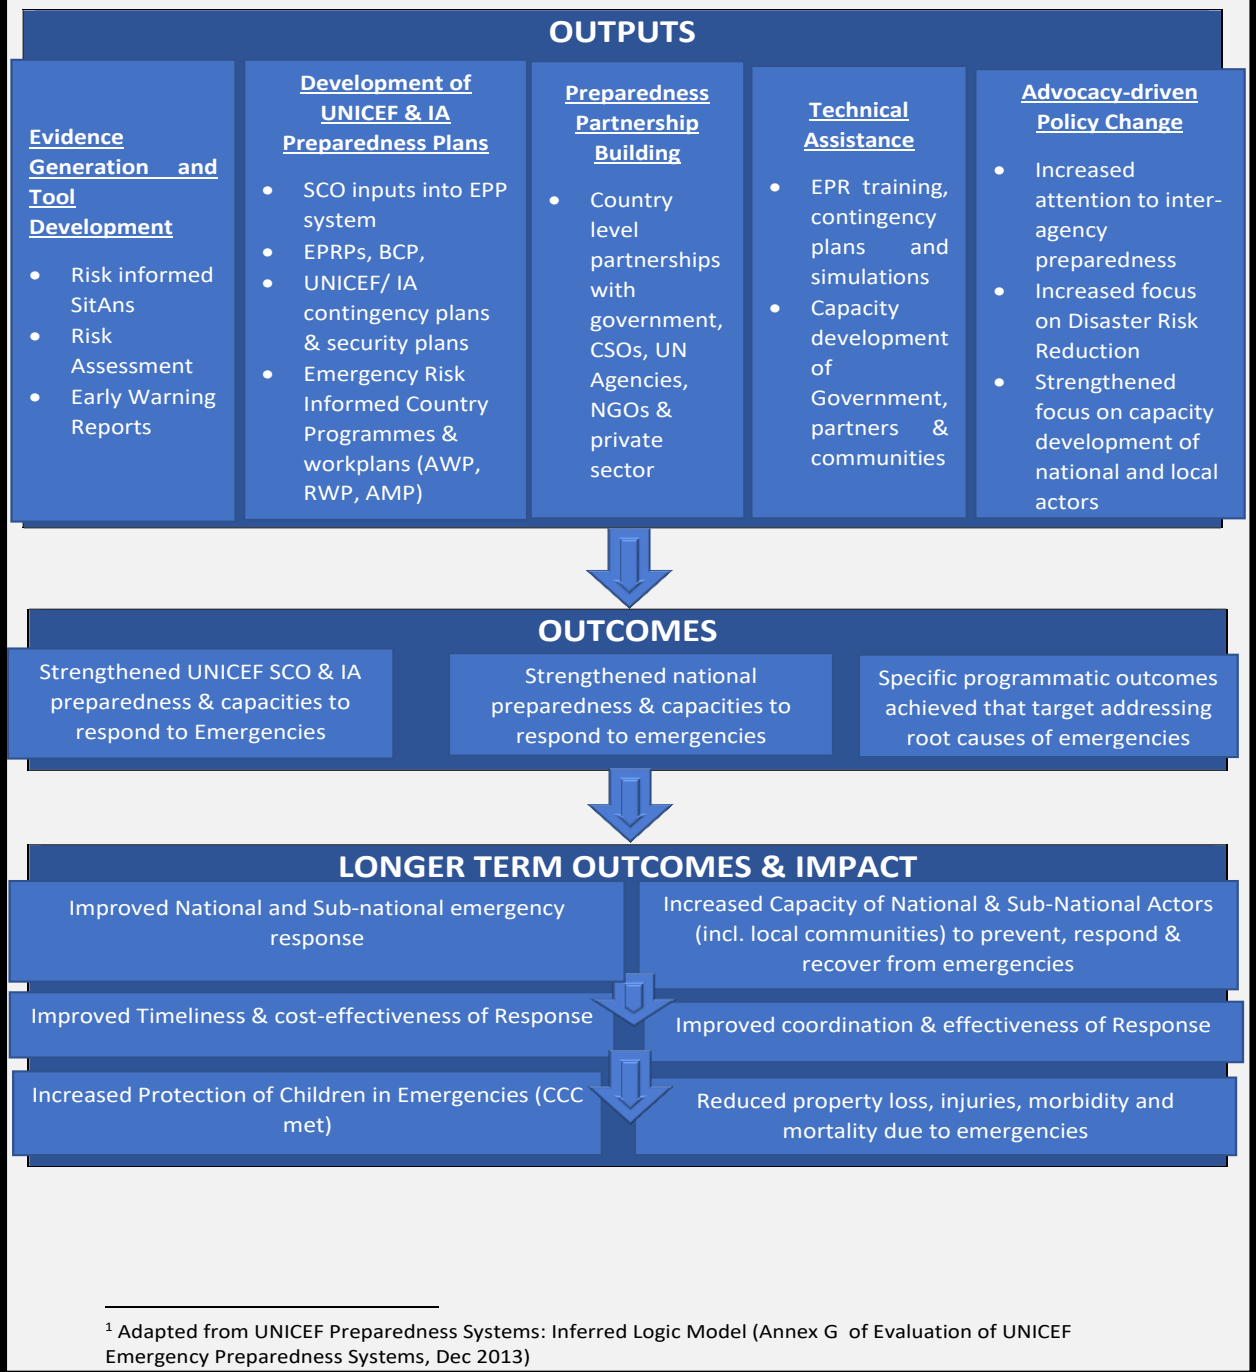 OUTPUTS
Evidence
Generation and
Tool
Development
• Risk informed
SitAns
• Risk
Assessment
• Early Warning
Reports
Development of
UNICEF & IA
Preparedness Plans
• SCO inputs into EPP
system
• EPRPs, BCP,
• UNICEF/ IA
contingency plans
& security plans
• Emergency Risk
Informed Country
Programmes &
workplans (AWP,
RWP, AMP)
Preparedness
Partnership
Building
• Country
level
partnerships
with
government,
CSOs, UN
Agencies,
NGOs &
private
sector
Technical
Assistance
• EPR training,
contingency
plans and
simulations
• Capacity
development
of
Government,
partners &
communities
Advocacy-driven
Policy Change
• Increased
attention to inter-
agency
preparedness
• Increased focus
on Disaster Risk
Reduction
• Strengthened
focus on capacity
development of
national and local
actors
OUTCOMES
Strengthened UNICEF SCO & IA
preparedness & capacities to
respond to Emergencies
Strengthened national
preparedness & capacities to
respond to emergencies
Specific programmatic outcomes
achieved that target addressing
root causes of emergencies
LONGER TERM OUTCOMES & IMPACT
Improved National and Sub-national emergency
response
Increased Capacity of National & Sub-National Actors
(incl. local communities) to prevent, respond &
recover from emergencies
Improved Timeliness & cost-effectiveness of Response
Improved coordination & effectiveness of Response
Increased Protection of Children in Emergencies (CCC
met)
Reduced property loss, injuries, morbidity and
mortality due to emergencies
1 Adapted from UNICEF Preparedness Systems: Inferred Logic Model (Annex G of Evaluation of UNICEF
Emergency Preparedness Systems, Dec 2013)